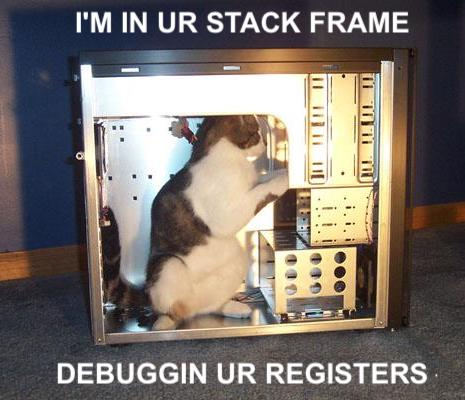 I'M IN UR STACK FRAME
DEBUGGIN UR REGISTERS